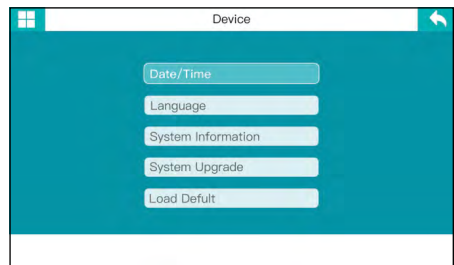 Device
Date/Time
Language
System Information
System Upgrade
Load Defult